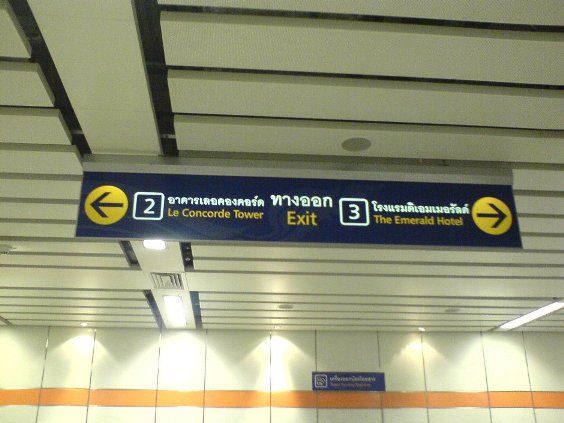 2 อาคารเลอคองคอร์ด
Le Concorde Tower
ทางออก
Exit
3 โรงแรมดิเอมเมอรัลด์
The Emerald Hotel